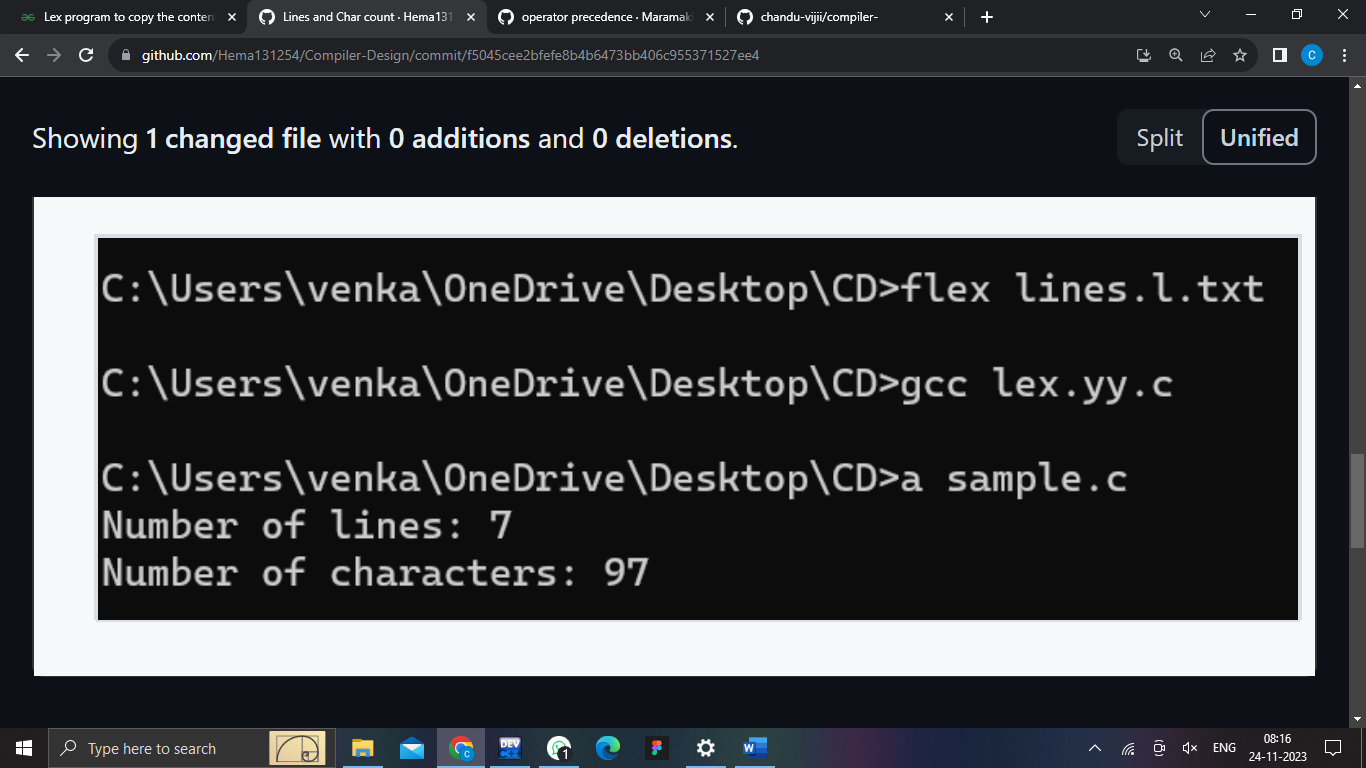 Lex program to copy the conten
Lines and Char count · Hema131
operator precedence · Maramak
chandu-vijii/compiler-
github.com/Hema131254/Compiler-Design/commit/f5045cee2bfefe8b4b6473bb406c955371527ee4
C
Showing 1 changed file with 0 additions and 0 deletions.
Split
Unified
C:\Users\venka\OneDrive\Desktop\CD>flex lines.l.txt
C:\Users\venka\OneDrive\Desktop\CD>gcc lex.yy.c
C:\Users\venka\OneDrive\Desktop\CD>a sample.c
Number of lines: 7
Number of characters: 97
Type here to search
C
DEV
1
W
ENG
08:16
24-11-2023